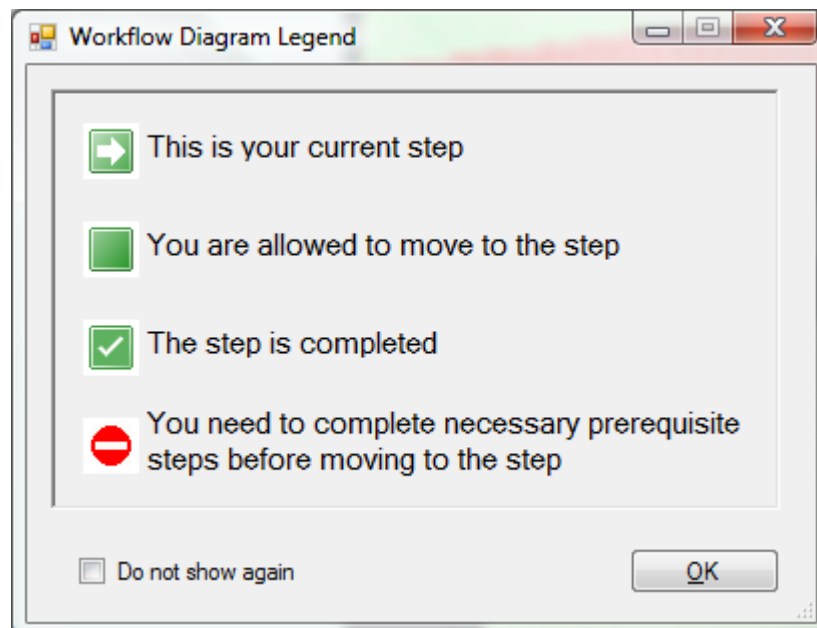 Workflow Diagram Legend
This is your current step
You are allowed to move to the step
The step is completed
You need to complete necessary prerequisite
steps before moving to the step
Do not show again
OK